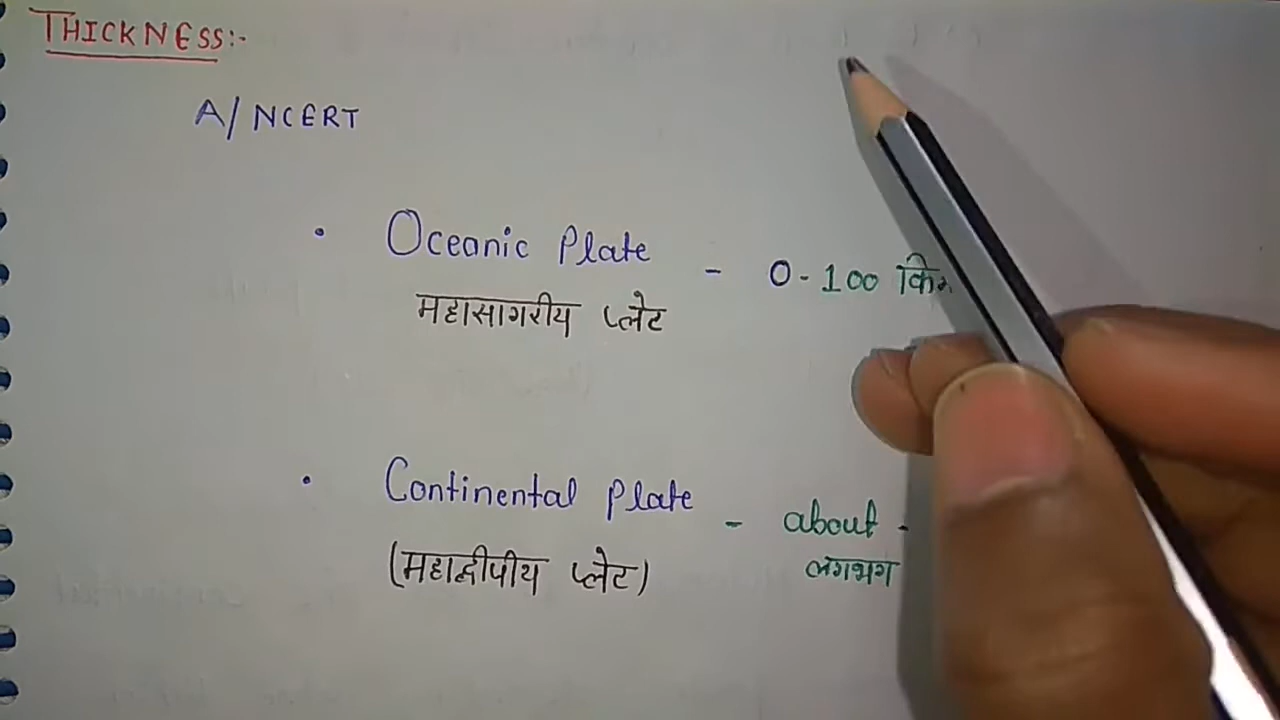 THICKNESS:-
A/ NCERT
• Oceanic Plate - 0-100
महासागरीय प्लेट
• Continental Plate - about -
(महाद्वीपीय प्लेट) लगभग